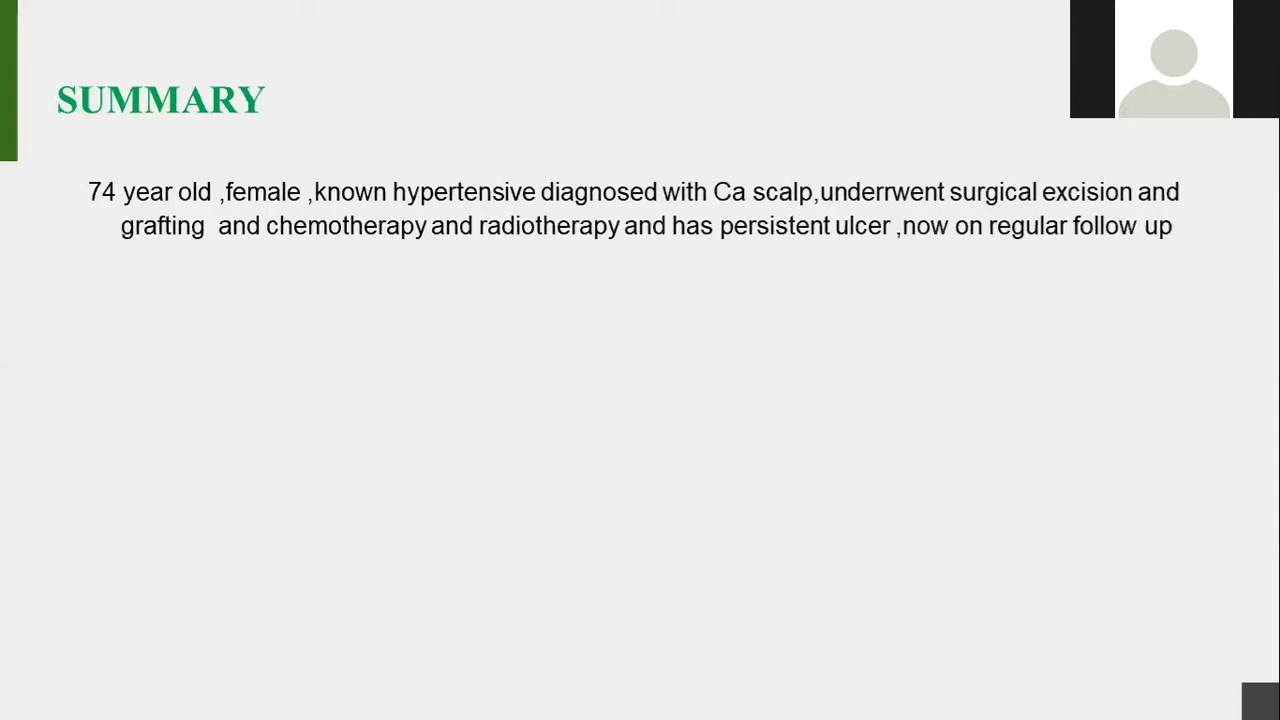 SUMMARY
74 year old ,female ,known hypertensive diagnosed with Ca scalp,underrwent surgical excision and
grafting  and chemotherapy and radiotherapy and has persistent ulcer ,now on regular follow up